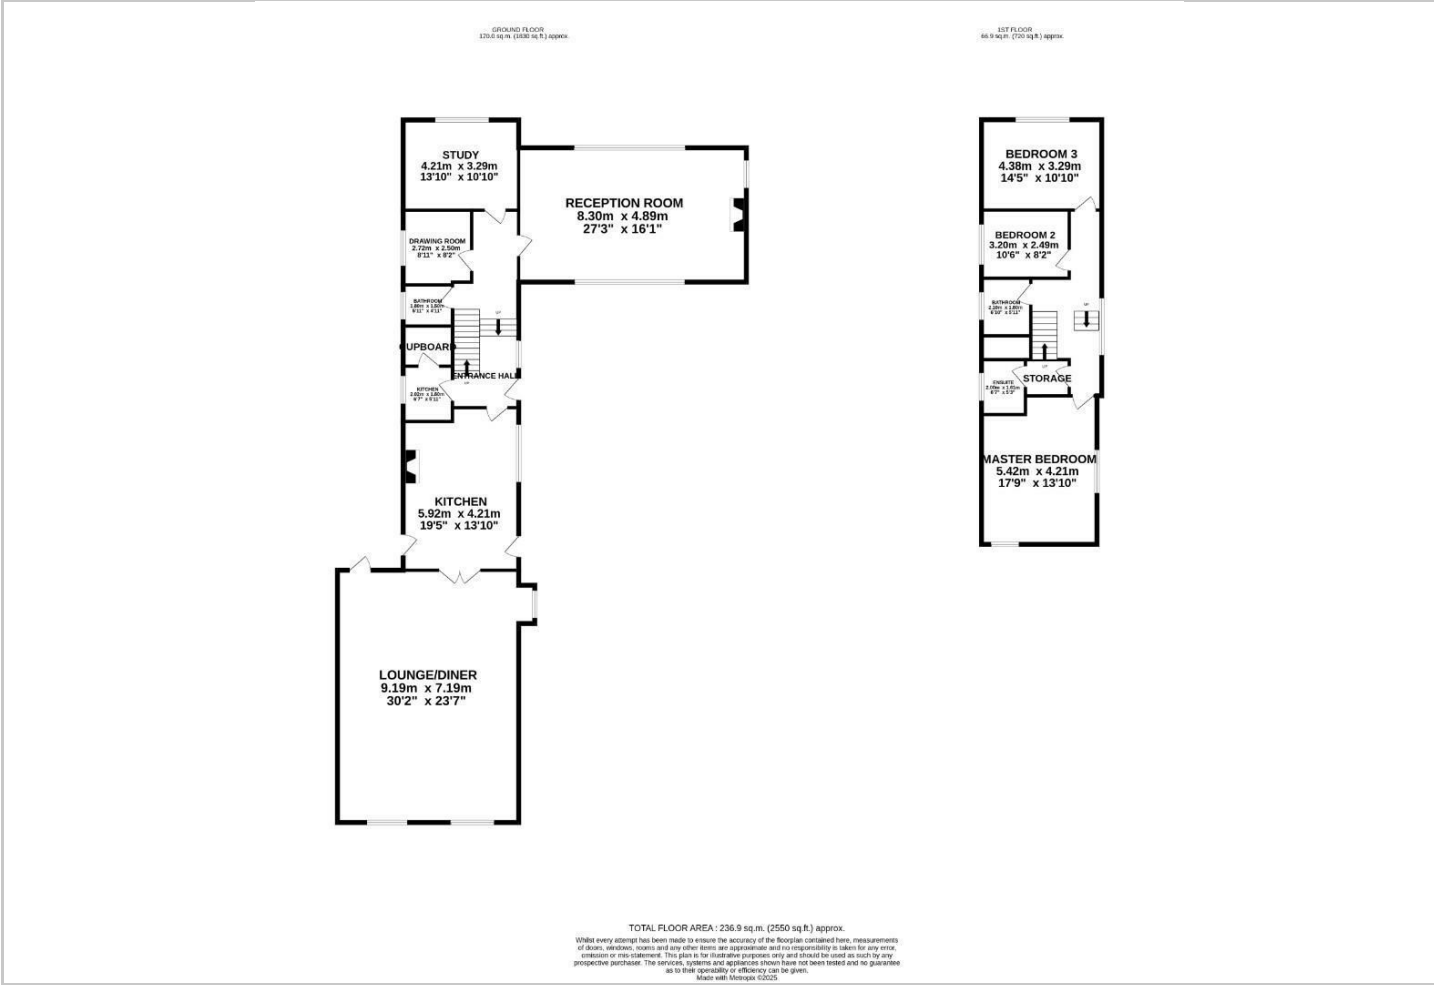 GROUND FLOOR
170.0 sq.m. (1830 sq.ft.) approx.
1ST FLOOR
66.9 sq.m. (720 sq.ft.) approx.
STUDY
4.21m x 3.29m
13'10" x 10'10"
RECEPTION ROOM
8.30m x 4.89m
27'3" x 16'1"
DRAWING ROOM
2.72m x 2.50m
8'11" x 8'2"
BATHROOM
CUPBOARD
UP
ENTRANCE HALL
UP
KITCHEN
KITCHEN
5.92m x 4.21m
19'5" x 13'10"
LOUNGE/DINER
9.19m x 7.19m
30'2" x 23'7"
BEDROOM 3
4.38m x 3.29m
14'5" x 10'10"
BEDROOM 2
3.20m x 2.49m
10'6" x 8'2"
BATHROOM
UP
UP
ENSUITE
STORAGE
MASTER BEDROOM
5.42m x 4.21m
17'9" x 13'10"
TOTAL FLOOR AREA : 236.9 sq.m. (2550 sq.ft.) approx.
Whilst every attempt has been made to ensure the accuracy of the floorplan contained here, measurements
of doors, windows, rooms and any other items are approximate and no responsibility is taken for any error,
omission or mis-statement. This plan is for illustrative purposes only and should be used as such by any
prospective purchaser. The services, systems and appliances shown have not been tested and no guarantee
as to their operability or efficiency can be given.
Made with Metropix ©2025